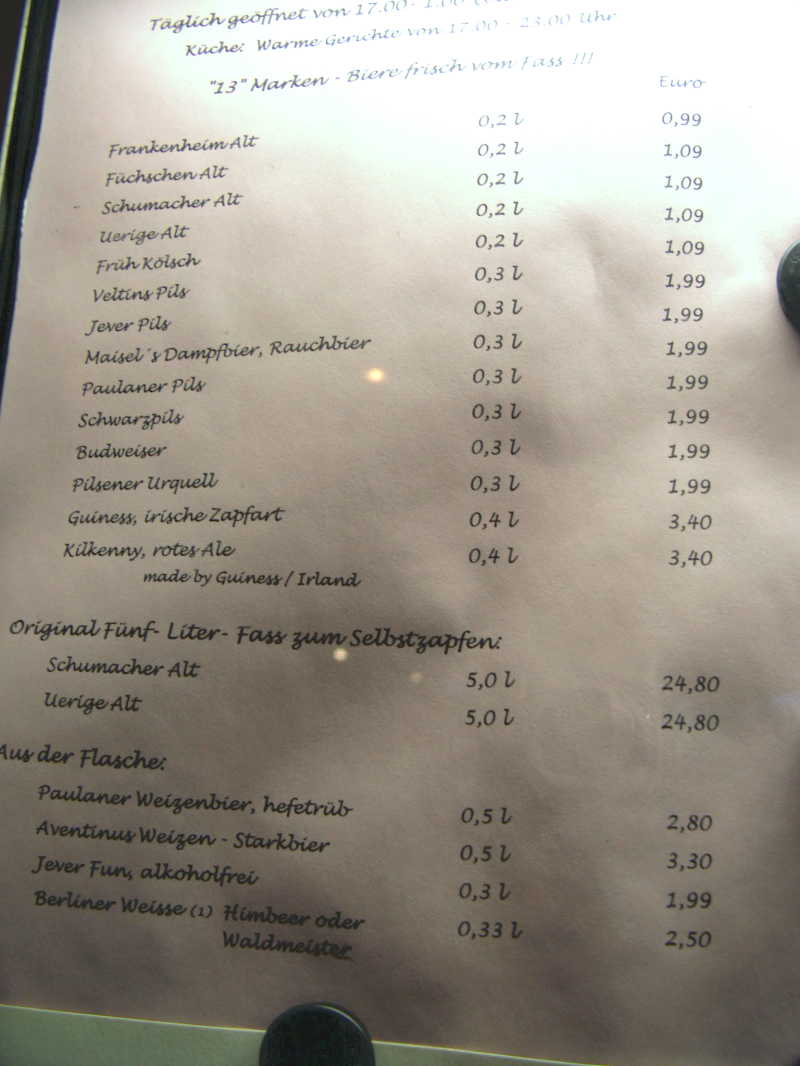 Täglich geöffnet von 17.00 - 1.00
Küche: Warme Gerichte von 17.00 - 23.00 Uhr
"13" Marken - Biere frisch vom Fass !!!
Euro
Frankenheim Alt 0,2 l 0,99
Füchschen Alt 0,2 l 1,09
Schumacher Alt 0,2 l 1,09
Uerige Alt 0,2 l 1,09
Früh Kölsch 0,2 l 1,09
Veltins Pils 0,3 l 1,99
Jever Pils 0,3 l 1,99
Maisel´s Dampfbier, Rauchbier 0,3 l 1,99
Paulaner Pils 0,3 l 1,99
Schwarzpils 0,3 l 1,99
Budweiser 0,3 l 1,99
Pilsener Urquell 0,3 l 1,99
Guiness, irische Zapfart 0,4 l 3,40
Kilkenny, rotes Ale 0,4 l 3,40
made by Guiness / Irland
Original Fünf- Liter- Fass zum Selbstzapfen:
Schumacher Alt 5,0 l 24,80
Uerige Alt 5,0 l 24,80
Aus der Flasche:
Paulaner Weizenbier, hefetrüb 0,5 l 2,80
Aventinus Weizen - Starkbier 0,5 l 3,30
Jever Fun, alkoholfrei 0,3 l 1,99
Berliner Weisse (1) Himbeer oder 0,33 l 2,50
Waldmeister